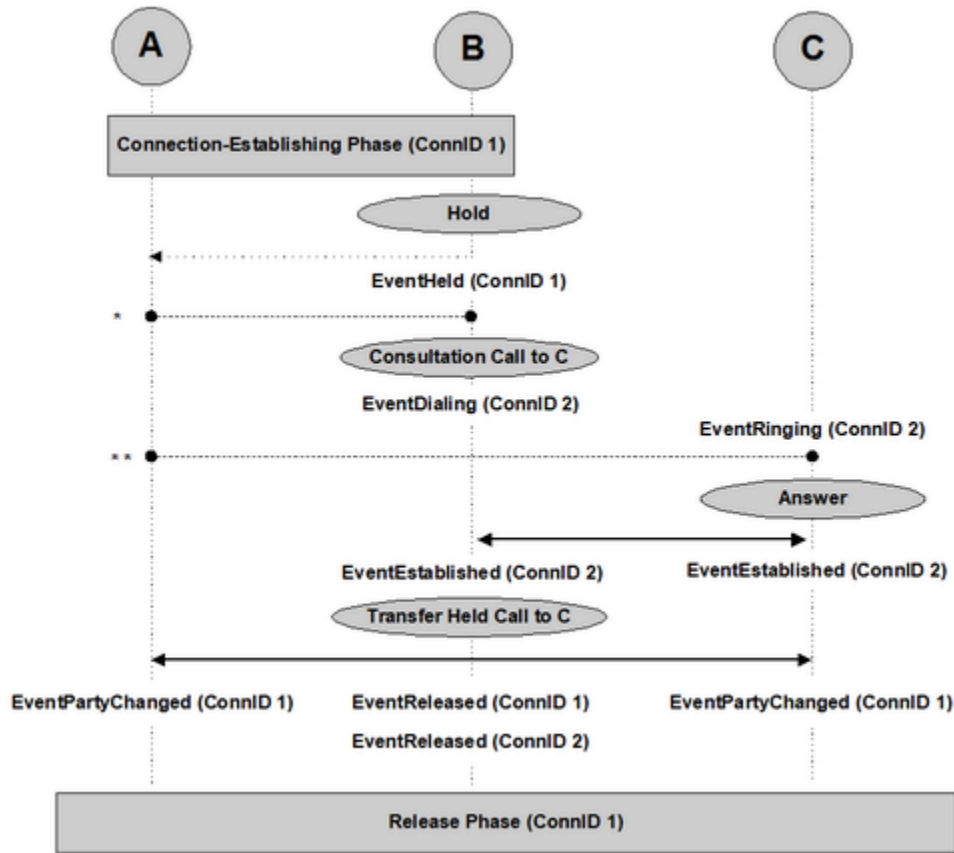 A B C
Connection-Establishing Phase (ConnID 1)
Hold
EventHeld (ConnID 1)
*
Consultation Call to C
EventDialing (ConnID 2)
EventRinging (ConnID 2)
**
Answer
EventEstablished (ConnID 2) EventEstablished (ConnID 2)
Transfer Held Call to C
EventPartyChanged (ConnID 1) EventReleased (ConnID 1) EventPartyChanged (ConnID 1)
EventReleased (ConnID 2)
Release Phase (ConnID 1)